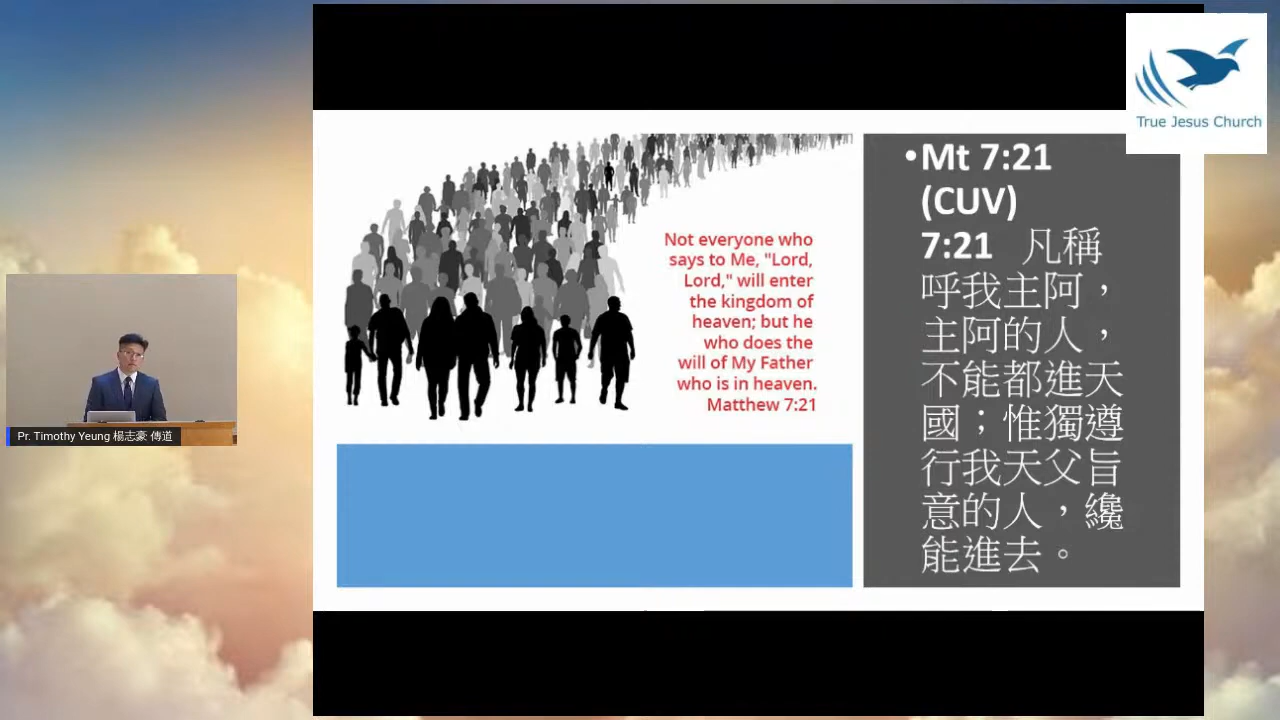 True Jesus Church
Not everyone who
says to Me, "Lord,
Lord," will enter
the kingdom of
heaven; but he
who does the
will of My Father
who is in heaven.
Matthew 7:21
•Mt 7:21
(CUV)
7:21 凡稱
呼我主阿，
主阿的人，
不能都進天
國；惟獨遵
行我天父旨
意的人，纔
能進去。
Pr. Timothy Yeung 楊志豪 傳道